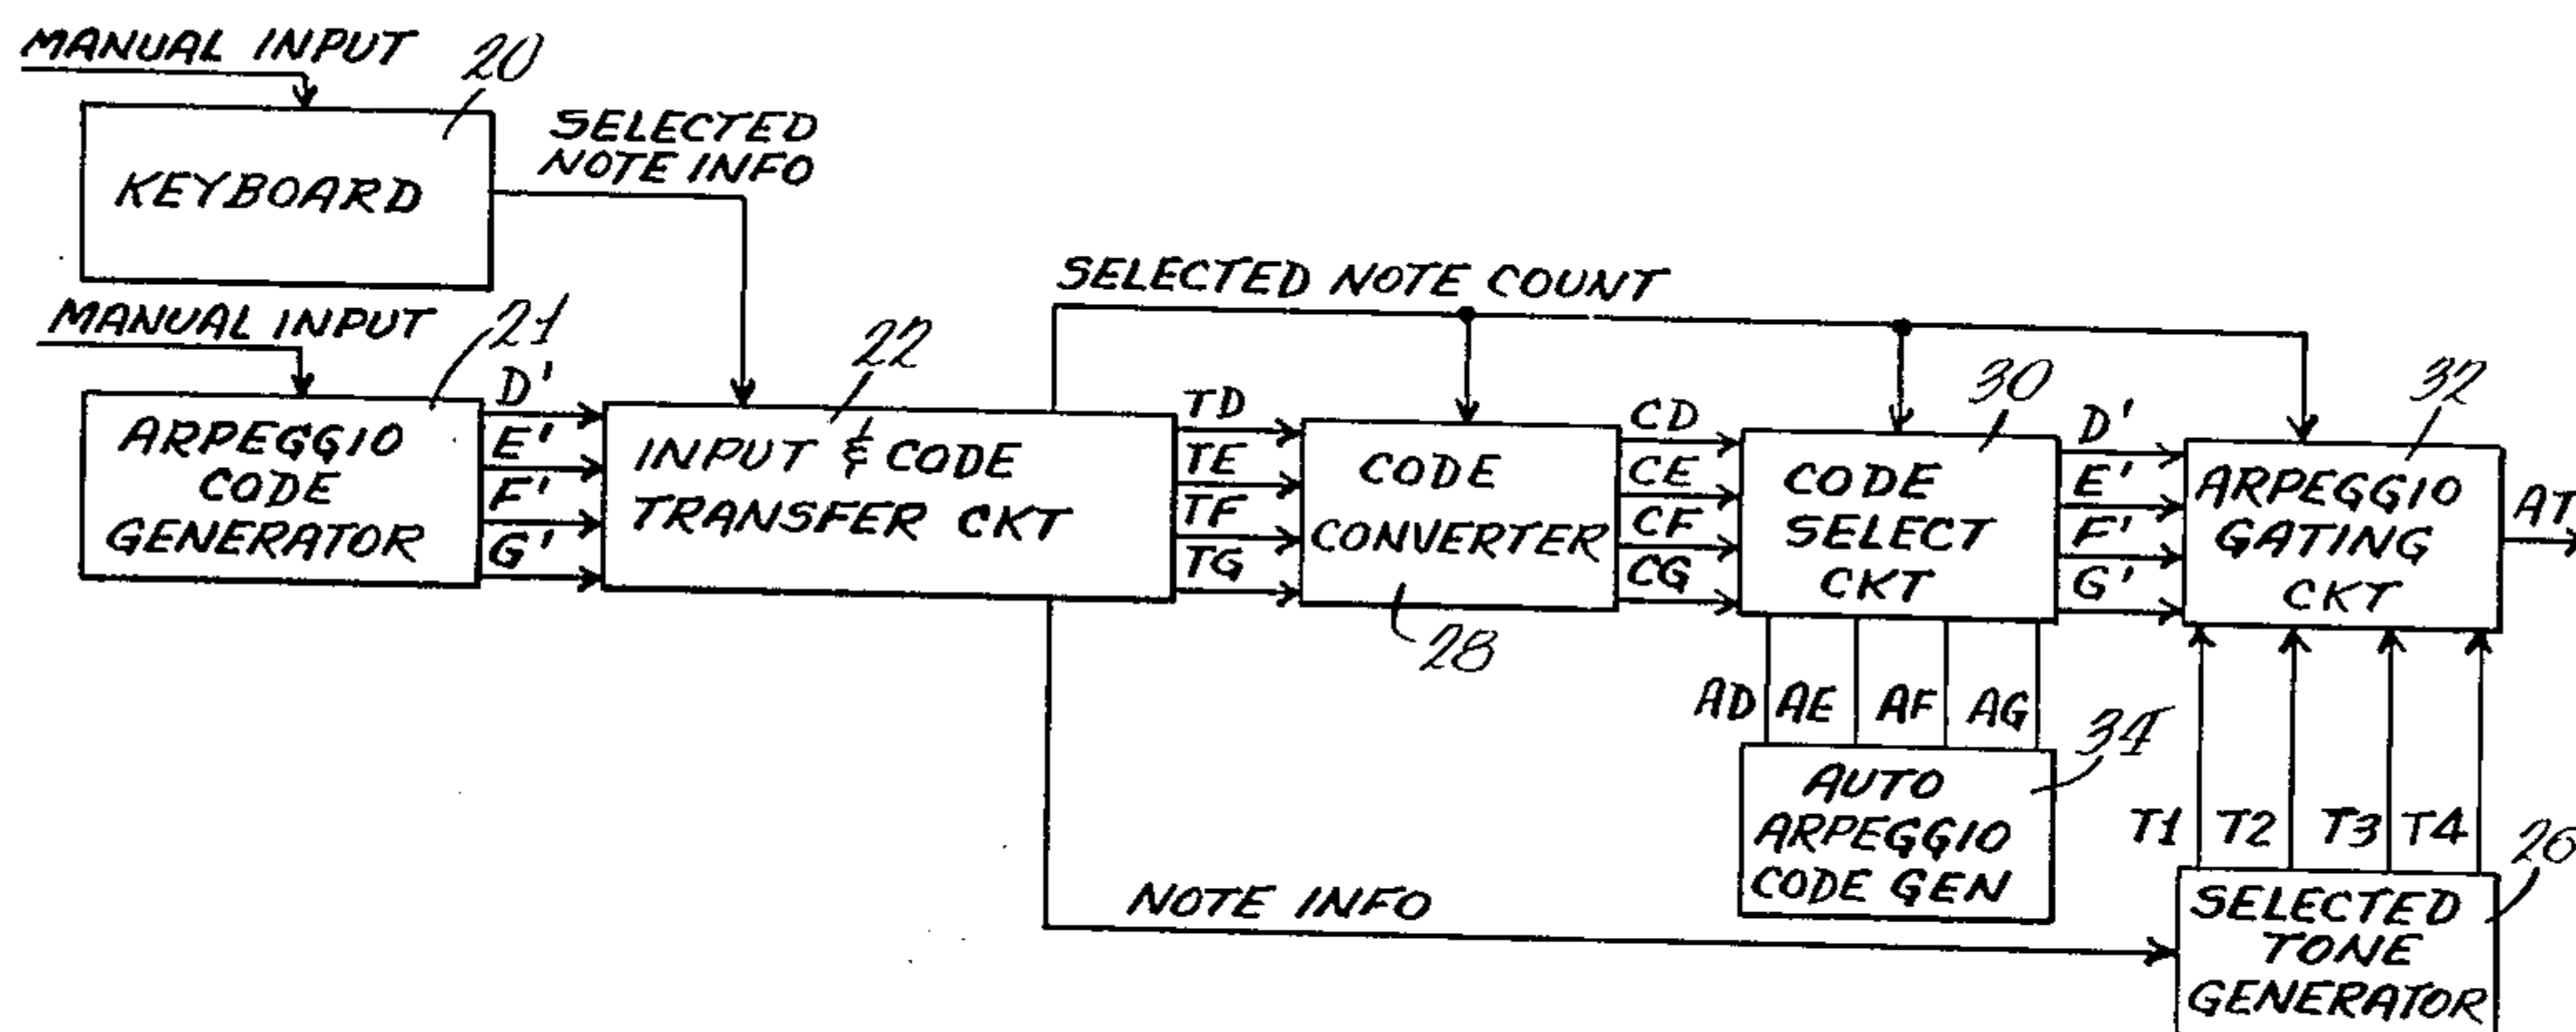 MANUAL INPUT
20
KEYBOARD
SELECTED
NOTE INFO
MANUAL INPUT
21
ARPEGGIO
CODE
GENERATOR
D'
E'
F'
G'
22
INPUT & CODE
TRANSFER CKT
SELECTED NOTE COUNT
TD
TE
TF
TG
CODE
CONVERTER
28
CD
CE
CF
CG
30
CODE
SELECT
CKT
D'
E'
F'
G'
32
ARPEGGIO
GATING
CKT
AT
AD AE AF AG
34
AUTO
ARPEGGIO
CODE GEN
T1 T2 T3 T4
26
SELECTED
TONE
GENERATOR
NOTE INFO